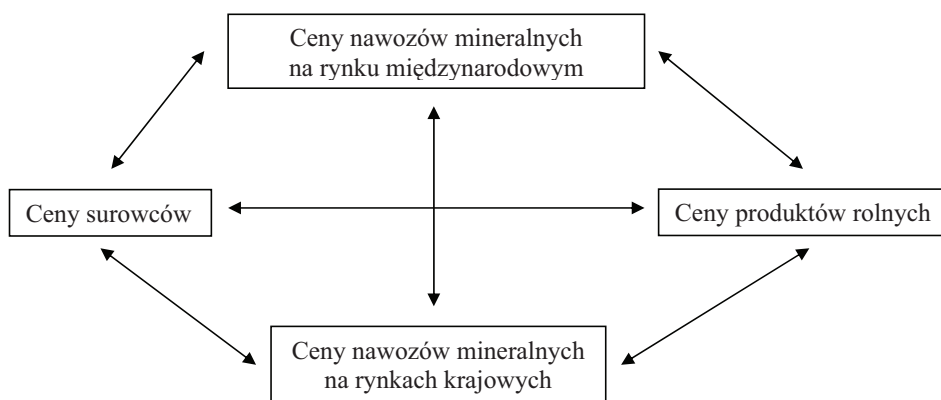 Ceny nawozów mineralnych
na rynku międzynarodowym
Ceny surowców
Ceny produktów rolnych
Ceny nawozów mineralnych
na rynkach krajowych